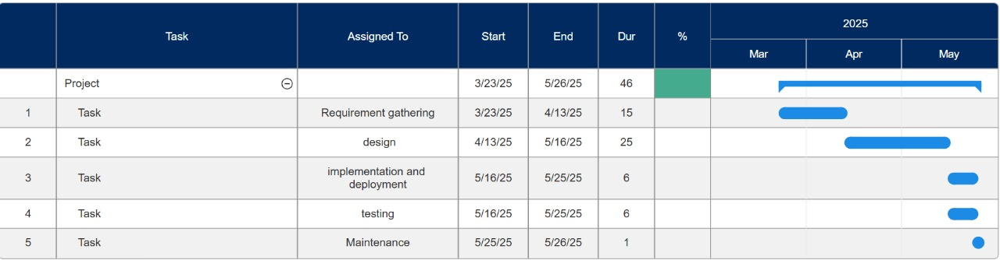 Task Assigned To Start End Dur % 2025
Mar Apr May
Project 3/23/25 5/26/25 46
1 Task Requirement gathering 3/23/25 4/13/25 15
2 Task design 4/13/25 5/16/25 25
3 Task implementation and
deployment 5/16/25 5/25/25 6
4 Task testing 5/16/25 5/25/25 6
5 Task Maintenance 5/25/25 5/26/25 1